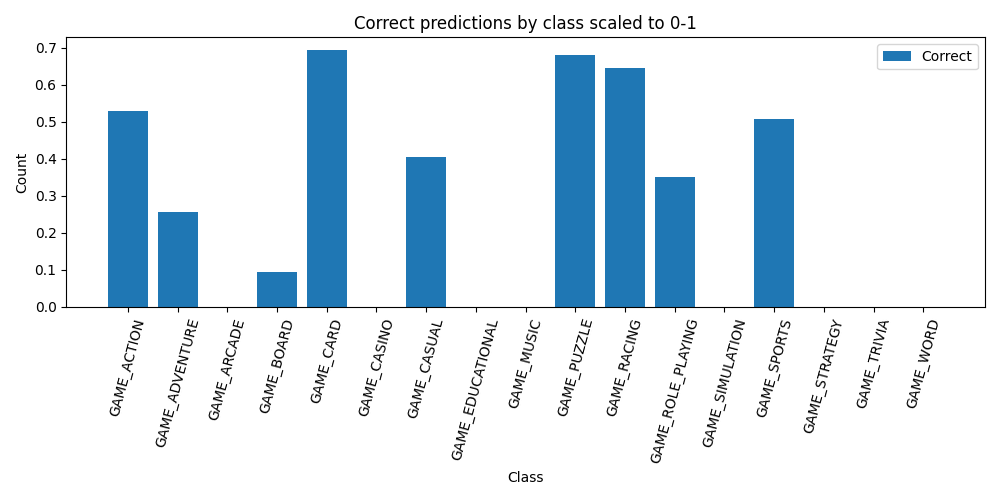 Correct predictions by class scaled to 0-1
Correct
Count
0.7
0.6
0.5
0.4
0.3
0.2
0.1
0.0
GAME_ACTION
GAME_ADVENTURE
GAME_ARCADE
GAME_BOARD
GAME_CARD
GAME_CASINO
GAME_CASUAL
GAME_EDUCATIONAL
GAME_MUSIC
GAME_PUZZLE
GAME_RACING
GAME_ROLE_PLAYING
GAME_SIMULATION
GAME_SPORTS
GAME_STRATEGY
GAME_TRIVIA
GAME_WORD
Class